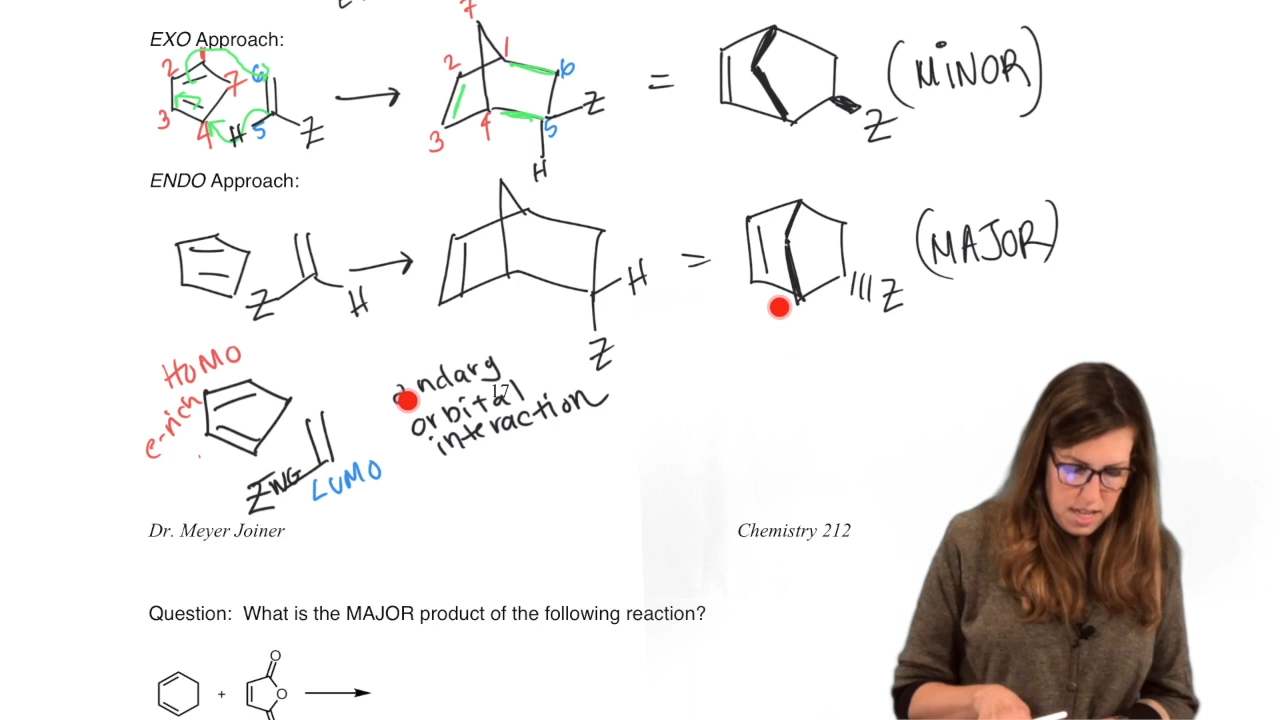 7
EXO Approach:
1
2
7
6
3
4
H
5
Z
1
2
6
Z
3
4
5
H
=
(MINOR)
Z
ENDO Approach:
Z
H
H
Z
=
Z
(MAJOR)
HOMO
e-rich
ZWG
LUMO
ndary
17
orbital
interaction
Dr. Meyer Joiner
Chemistry 212
Question: What is the MAJOR product of the following reaction?
+
O
O